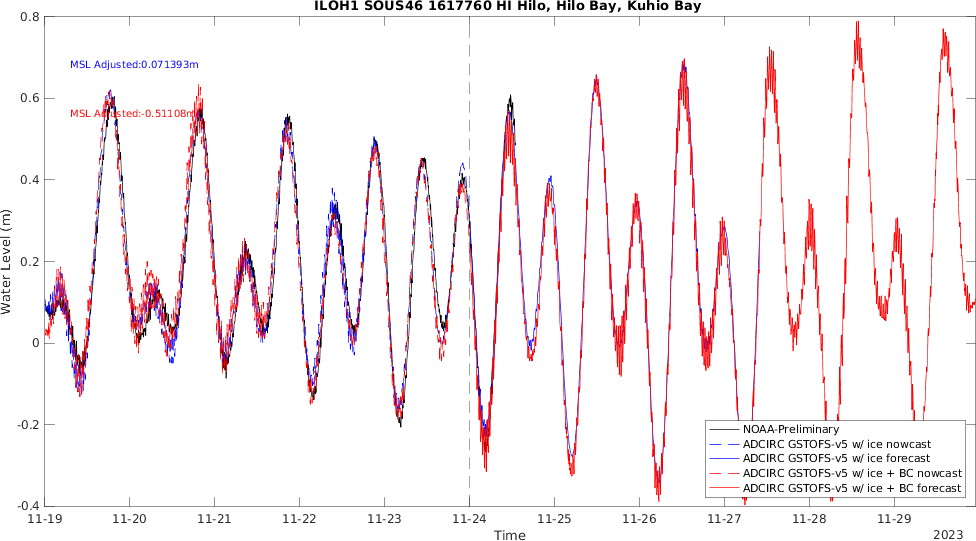 ILOH1 SOUS46 1617760 HI Hilo, Hilo Bay, Kuhio Bay
MSL Adjusted:0.071393m
MSL Adjusted:-0.51108m
Water Level (m)
0.8
0.6
0.4
0.2
0
-0.2
-0.4
NOAA-Preliminary
ADCIRC GSTOFS-v5 w/ ice nowcast
ADCIRC GSTOFS-v5 w/ ice forecast
ADCIRC GSTOFS-v5 w/ ice + BC nowcast
ADCIRC GSTOFS-v5 w/ ice + BC forecast
11-19 11-20 11-21 11-22 11-23 11-24 11-25 11-26 11-27 11-28 11-29
Time
2023